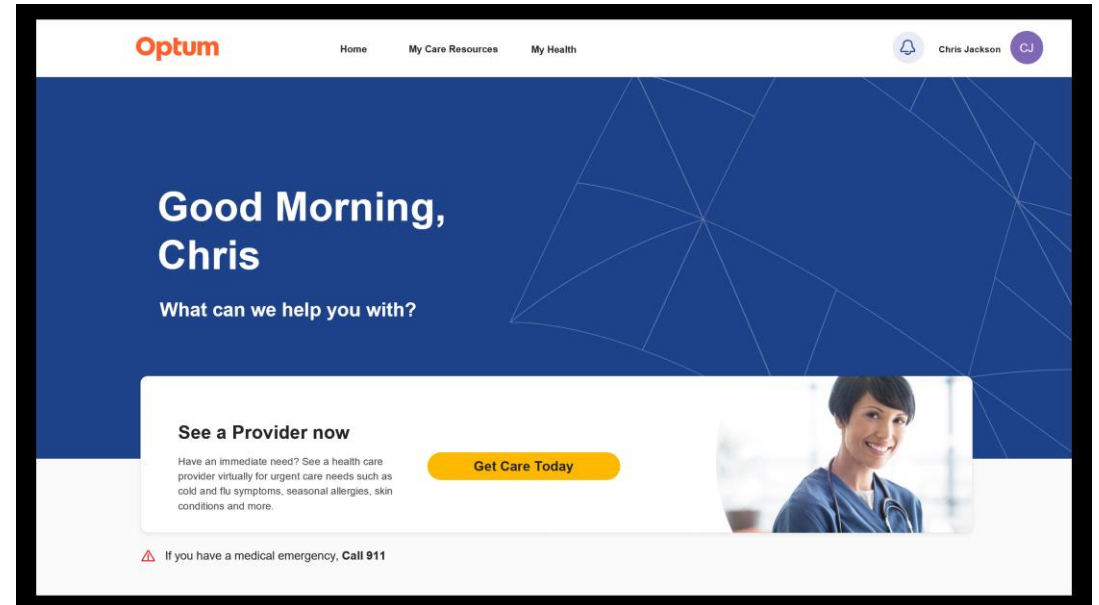 Optum
Home My Care Resources My Health
Chris Jackson CJ
Good Morning,
Chris
What can we help you with?
See a Provider now
Have an immediate need? See a health care
provider virtually for urgent care needs such as
cold and flu symptoms, seasonal allergies, skin
conditions and more.
Get Care Today
If you have a medical emergency, Call 911